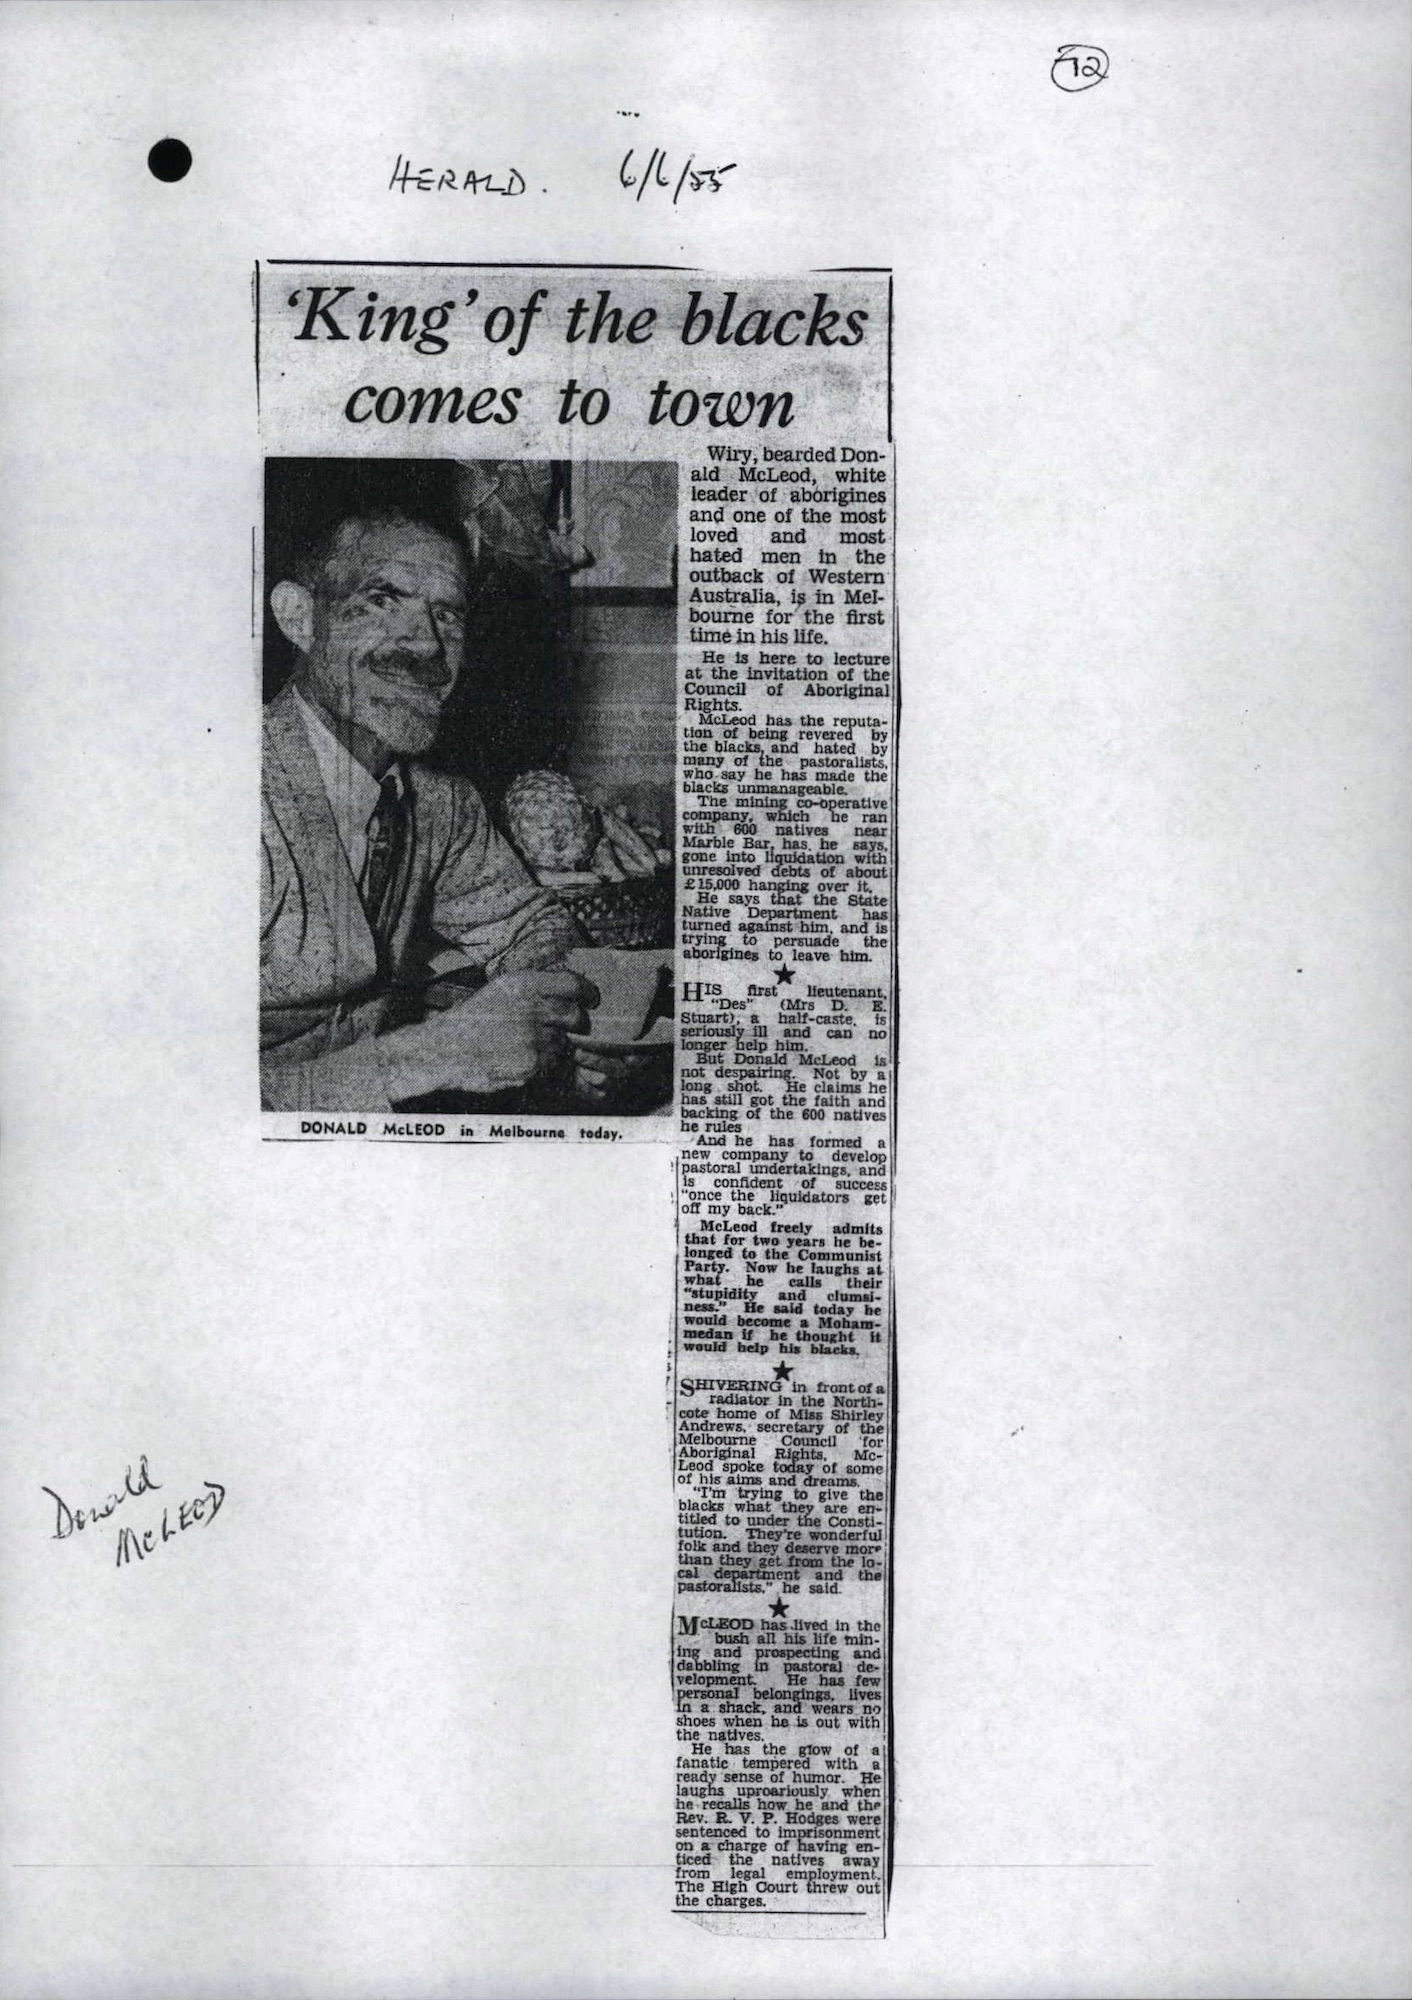 12
HERALD. 6/6/55
'King' of the blacks
comes to town
Wiry, bearded Don-
ald McLeod, white
leader of aborigines
and one of the most
loved and most
hated men in the
outback of Western
Australia, is in Mel-
bourne for the first
time in his life.
He is here to lecture
at the invitation of the
Council of Aboriginal
Rights.
McLeod has the reputa-
tion of being revered by
the blacks, and hated by
many of the pastoralists,
who say he has made the
blacks unmanageable.
The mining co-operative
company, which he ran
with 600 natives near
Marble Bar, has, he says,
gone into liquidation with
unresolved debts of about
£15,000 hanging over it.
He says that the State
Native Department has
turned against him, and is
trying to persuade the
aborigines to leave him.
HIS first lieutenant,
"Des" (Mrs D. E.
Stuart), a half-caste, is
seriously ill and can no
longer help him.
But Donald McLeod is
not despairing. Not by a
long shot. He claims he
has still got the faith and
backing of the 600 natives
he rules
And he has formed a
new company to develop
pastoral undertakings, and
is confident of success
"once the liquidators get
off my back."
McLeod freely admits
that for two years he be-
longed to the Communist
Party. Now he laughs at
what he calls their
"stupidity and clumsi-
ness." He said today he
would become a Moham-
medan if he thought it
would help his blacks.
SHIVERING in front of a
radiator in the North-
cote home of Miss Shirley
Andrews, secretary of the
Melbourne Council for
Aboriginal Rights, Mc-
Leod spoke today of some
of his aims and dreams.
"I'm trying to give the
blacks what they are en-
titled to under the Consti-
tution. They're wonderful
folk and they deserve more
than they get from the lo-
cal department and the
pastoralists," he said.
McLEOD has lived in the
bush all his life min-
ing and prospecting and
dabbling in pastoral de-
velopment. He has few
personal belongings, lives
in a shack, and wears no
shoes when he is out with
the natives.
He has the glow of a
fanatic tempered with a
ready sense of humor. He
laughs uproariously when
he recalls how he and the
Rev. R. V. P. Hodges were
sentenced to imprisonment
on a charge of having en-
ticed the natives away
from legal employment.
The High Court threw out
the charges.
DONALD McLEOD in Melbourne today.
Donald
McLEOD